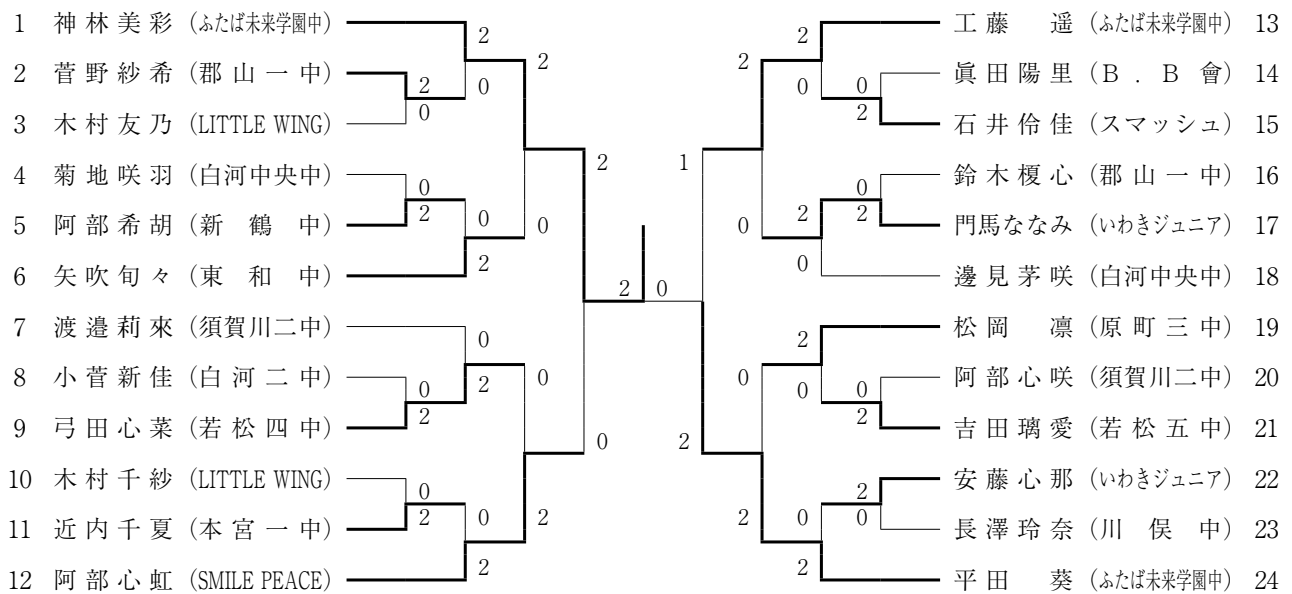 1 神林美彩 (ふたば未来学園中)
2 菅野紗希 (郡山一中)
3 木村友乃 (LITTLE WING)
4 菊地咲羽 (白河中央中)
5 阿部希胡 (新鶴中)
6 矢吹旬々 (東和中)
7 渡邉莉來 (須賀川二中)
8 小菅新佳 (白河二中)
9 弓田心菜 (若松四中)
10 木村千紗 (LITTLE WING)
11 近内千夏 (本宮一中)
12 阿部心虹 (SMILE PEACE)
2
2
2 0
0
2
0
2 0 0
2
0
0 2 0
2
0
0
2 0 2
2
2 0
2
2
0 0
2
1
0
0 2 2
0
2
0
0 0
2
2
2
0
2 0
2
工藤 遥 (ふたば未来学園中) 13
眞田陽里 (B.B會) 14
石井伶佳 (スマッシュ) 15
鈴木榎心 (郡山一中) 16
門馬ななみ (いわきジュニア) 17
邊見茅咲 (白河中央中) 18
松岡 凛 (原町三中) 19
阿部心咲 (須賀川二中) 20
吉田璃愛 (若松五中) 21
安藤心那 (いわきジュニア) 22
長澤玲奈 (川俣中) 23
平田 葵 (ふたば未来学園中) 24